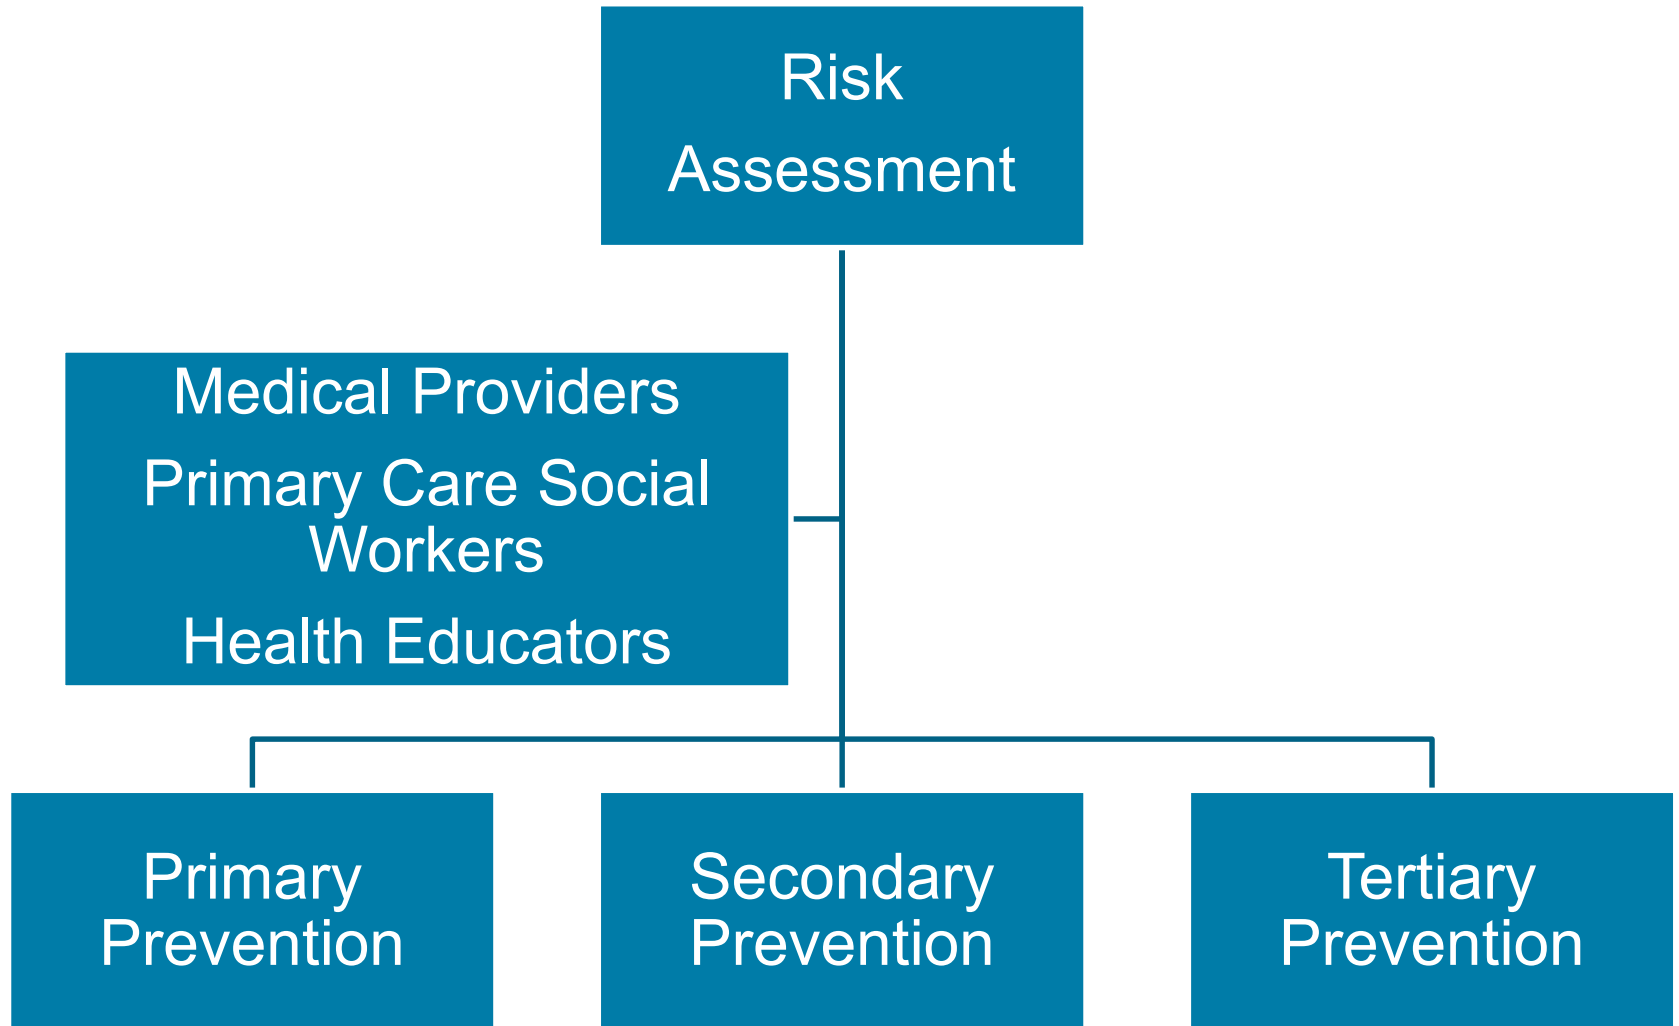 Risk
Assessment
Medical Providers
Primary Care Social
Workers
Health Educators
Primary
Prevention
Secondary
Prevention
Tertiary
Prevention